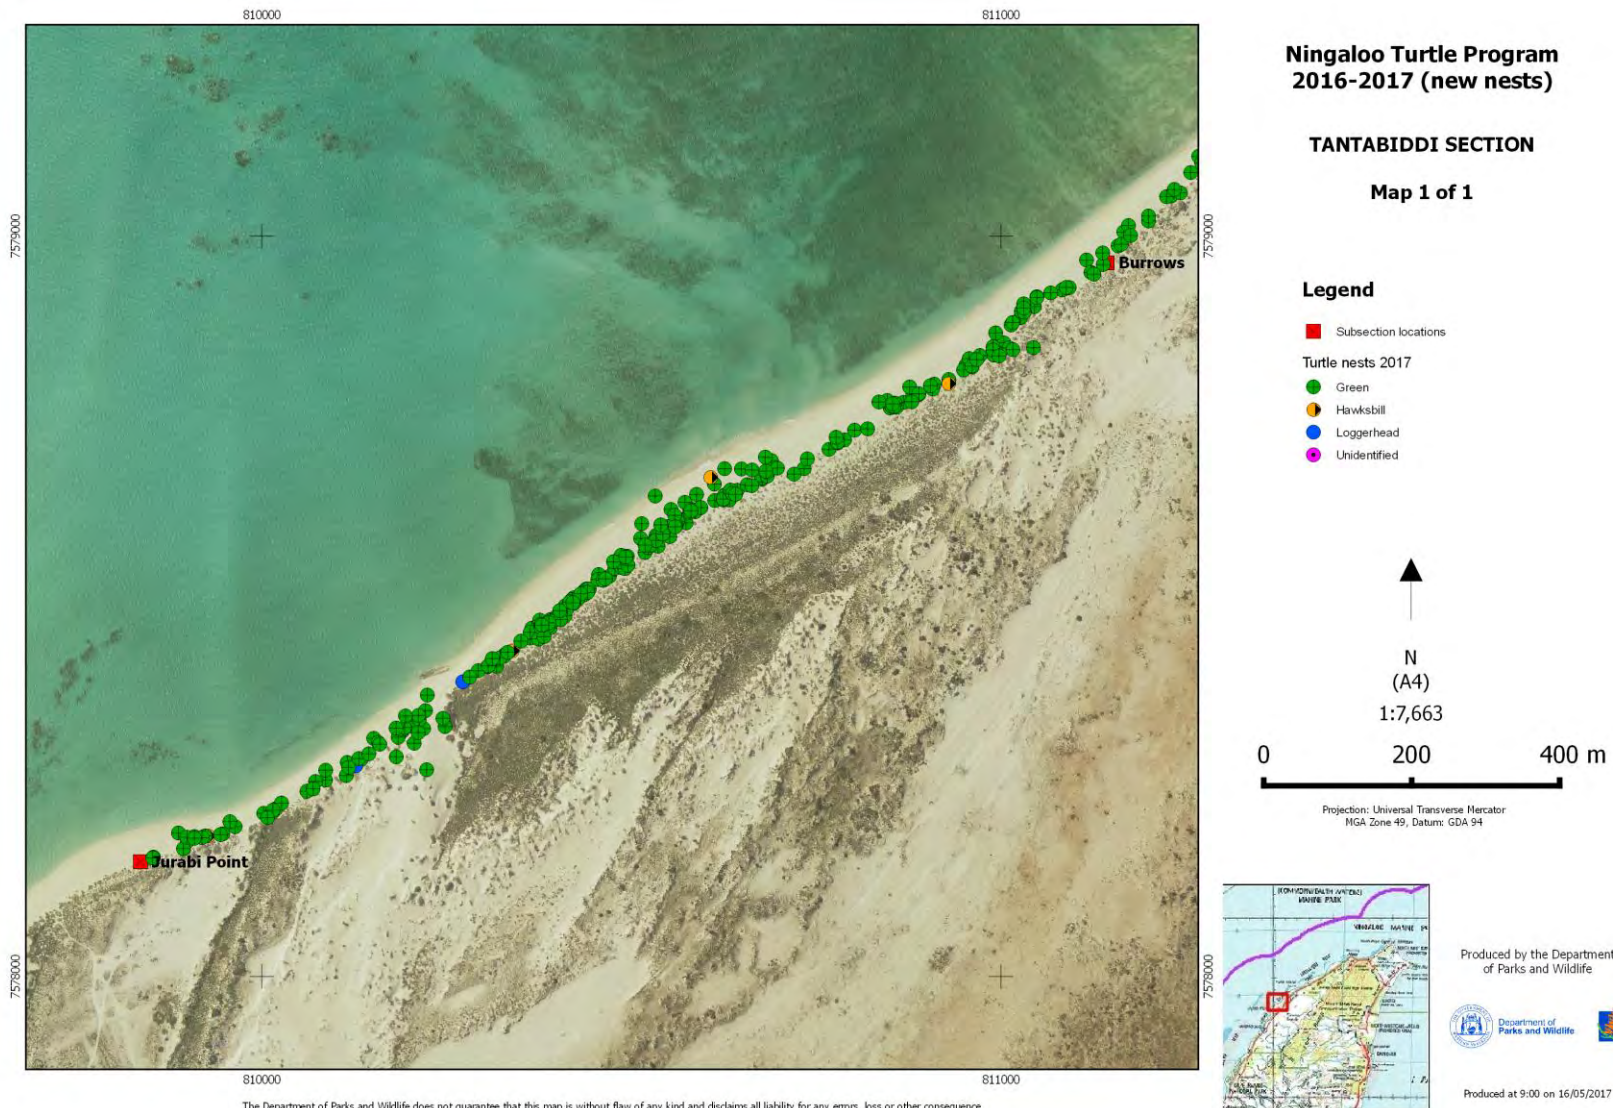 810000
811000
7579000
7579000
Burrows
Jurabi Point
7578000
7578000
810000
811000
The Department of Parks and Wildlife does not guarantee that this map is without flaw of any kind and disclaims all liability for any errors, loss or other consequence
Ningaloo Turtle Program
2016-2017 (new nests)
TANTABIDDI SECTION
Map 1 of 1
Legend
Subsection locations
Turtle nests 2017
Green
Hawksbill
Loggerhead
Unidentified
N
(A4)
1:7,663
0 200 400 m
Projection: Universal Transverse Mercator
MGA Zone 49, Datum: GDA 94
MARINE PARK
Produced by the Department
of Parks and Wildlife
Department of
Parks and Wildlife
Produced at 9:00 on 16/05/2017